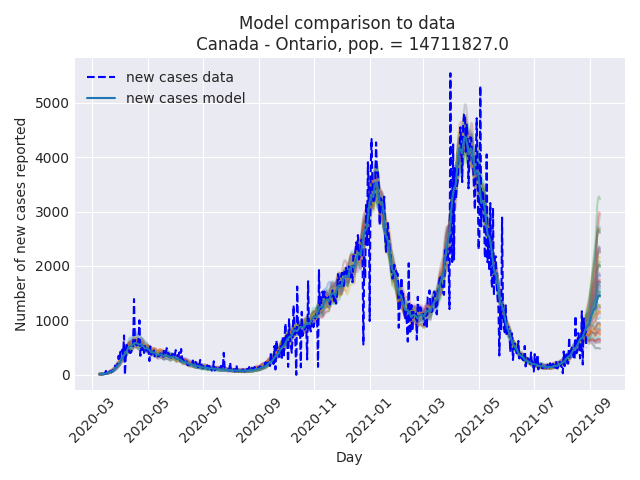 Model comparison to data
Canada - Ontario, pop. = 14711827.0
new cases data
new cases model
Number of new cases reported
5000
4000
3000
2000
1000
0
2020-03
2020-05
2020-07
2020-09
2020-11
2021-01
2021-03
2021-05
2021-07
2021-09
Day